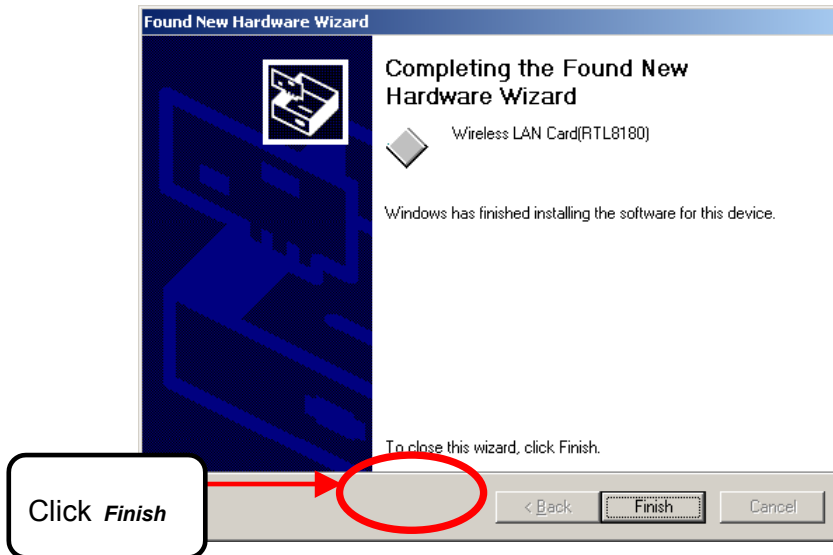 Found New Hardware Wizard
Completing the Found New
Hardware Wizard
Wireless LAN Card(RTL8180)
Windows has finished installing the software for this device.
To close this wizard, click Finish.
Click Finish
< Back
Finish
Cancel